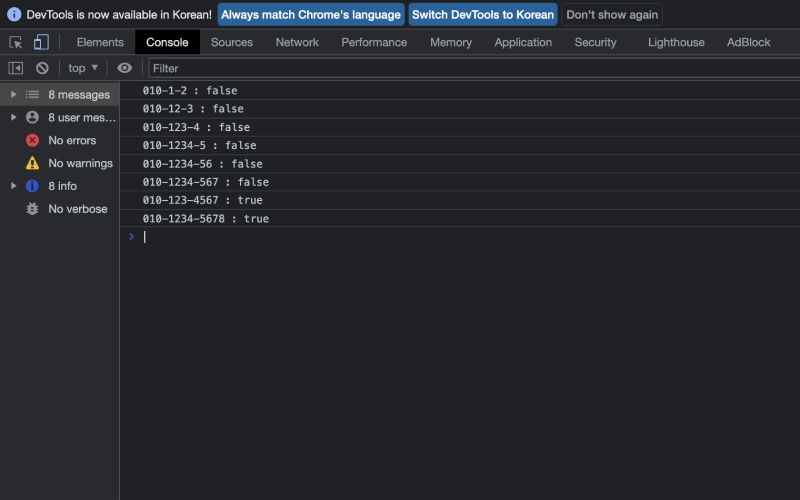 DevTools is now available in Korean! Always match Chrome's language Switch DevTools to Korean Don't show again
Elements Console Sources Network Performance Memory Application Security Lighthouse AdBlock
top ▼ Filter
8 messages
8 user mes...
No errors
No warnings
8 info
No verbose
010-1-2 : false
010-12-3 : false
010-123-4 : false
010-1234-5 : false
010-1234-56 : false
010-1234-567 : false
010-123-4567 : true
010-1234-5678 : true